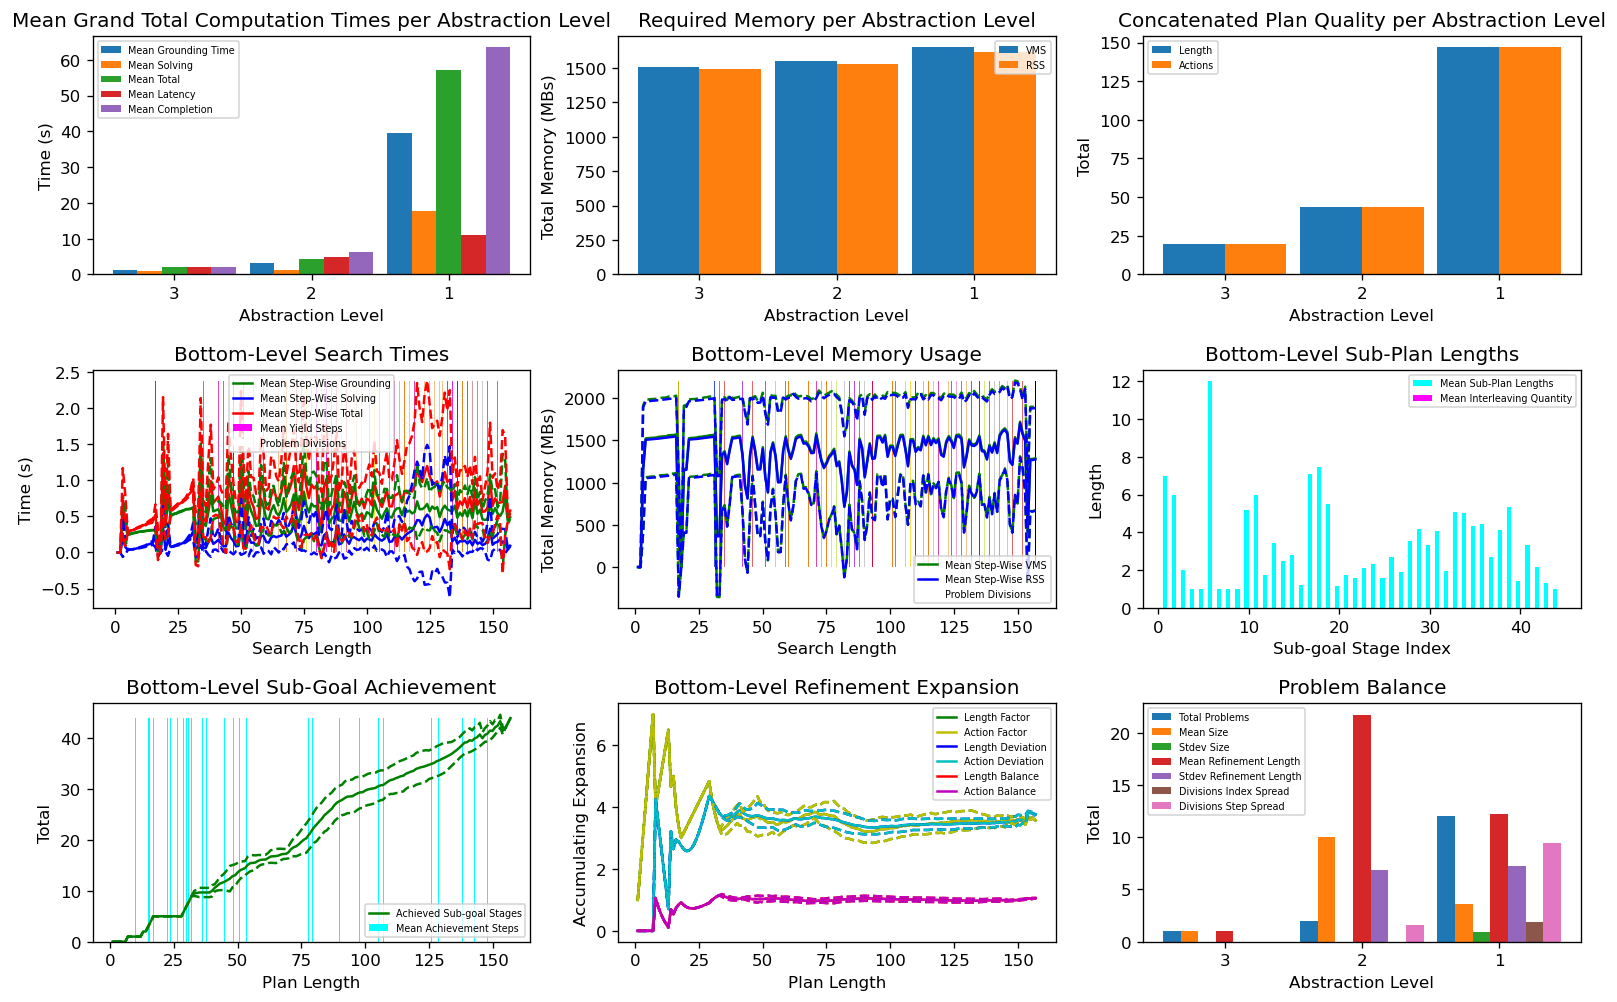 Mean Grand Total Computation Times per Abstraction Level
Time (s)
60
50
40
30
20
10
0
Mean Grounding Time
Mean Solving
Mean Total
Mean Latency
Mean Completion
3 2 1
Abstraction Level
Required Memory per Abstraction Level
Total Memory (MBs)
1500
1250
1000
750
500
250
0
VMS
RSS
3 2 1
Abstraction Level
Concatenated Plan Quality per Abstraction Level
Total
150
125
100
75
50
25
0
Length
Actions
3 2 1
Abstraction Level
Bottom-Level Search Times
Time (s)
2.5
2.0
1.5
1.0
0.5
0.0
−0.5
Mean Step-Wise Grounding
Mean Step-Wise Solving
Mean Step-Wise Total
Mean Yield Steps
Problem Divisions
0 25 50 75 100 125 150
Search Length
Bottom-Level Memory Usage
Total Memory (MBs)
2000
1500
1000
500
0
Mean Step-Wise VMS
Mean Step-Wise RSS
Problem Divisions
0 25 50 75 100 125 150
Search Length
Bottom-Level Sub-Plan Lengths
Length
12
10
8
6
4
2
0
Mean Sub-Plan Lengths
Mean Interleaving Quantity
0 10 20 30 40
Sub-goal Stage Index
Bottom-Level Sub-Goal Achievement
Total
40
30
20
10
0
Achieved Sub-goal Stages
Mean Achievement Steps
0 25 50 75 100 125 150
Plan Length
Bottom-Level Refinement Expansion
Accumulating Expansion
6
4
2
0
Length Factor
Action Factor
Length Deviation
Action Deviation
Length Balance
Action Balance
0 25 50 75 100 125 150
Plan Length
Problem Balance
Total
20
15
10
5
0
Total Problems
Mean Size
Stdev Size
Mean Refinement Length
Stdev Refinement Length
Divisions Index Spread
Divisions Step Spread
3 2 1
Abstraction Level